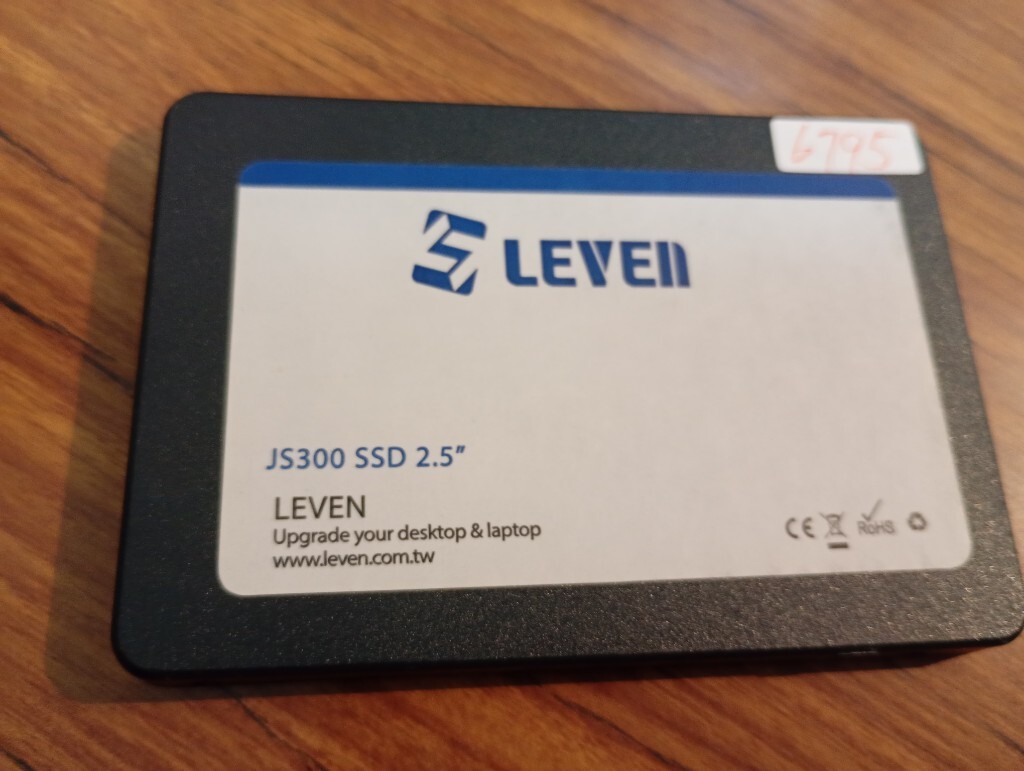 6795
LEVEN
JS300 SSD 2.5"
LEVEN
Upgrade your desktop & laptop
www.leven.com.tw
CE RoHS